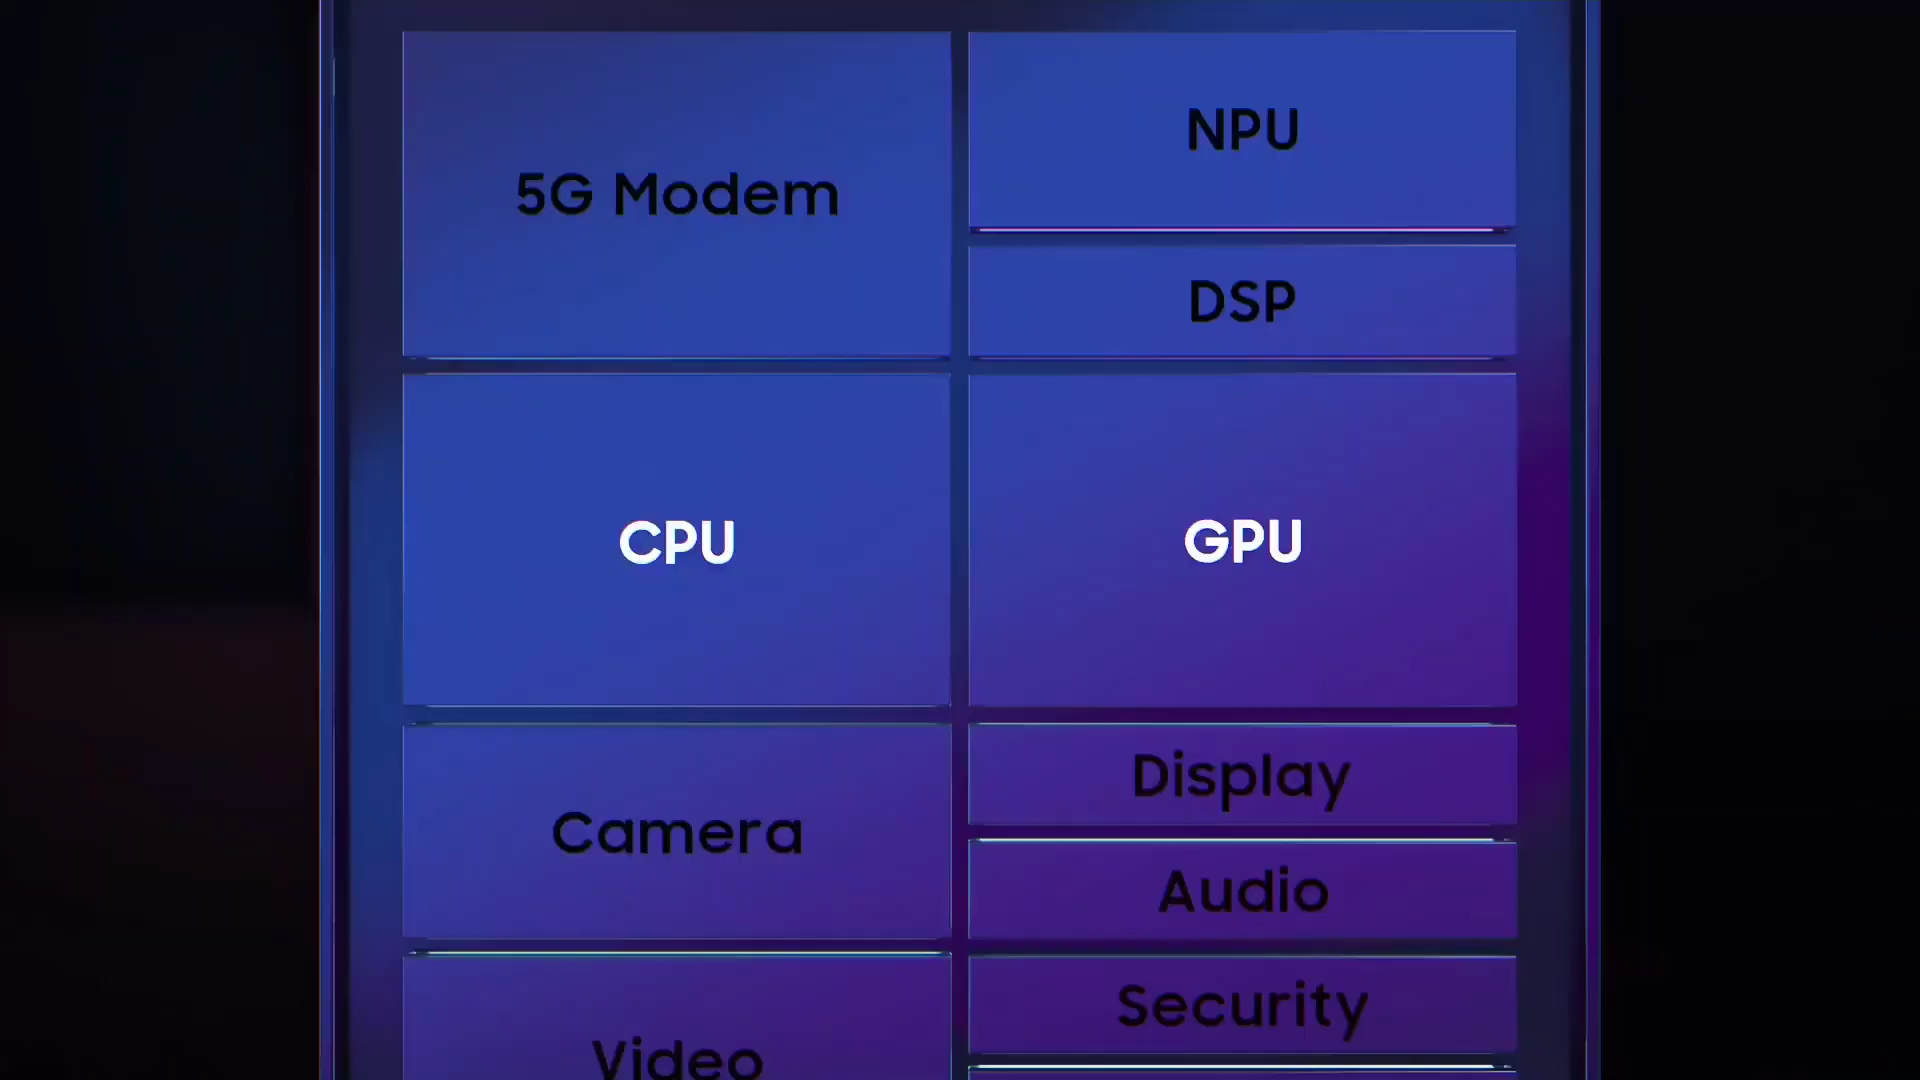 5G Modem
NPU
DSP
CPU
GPU
Camera
Display
Audio
Security
Video